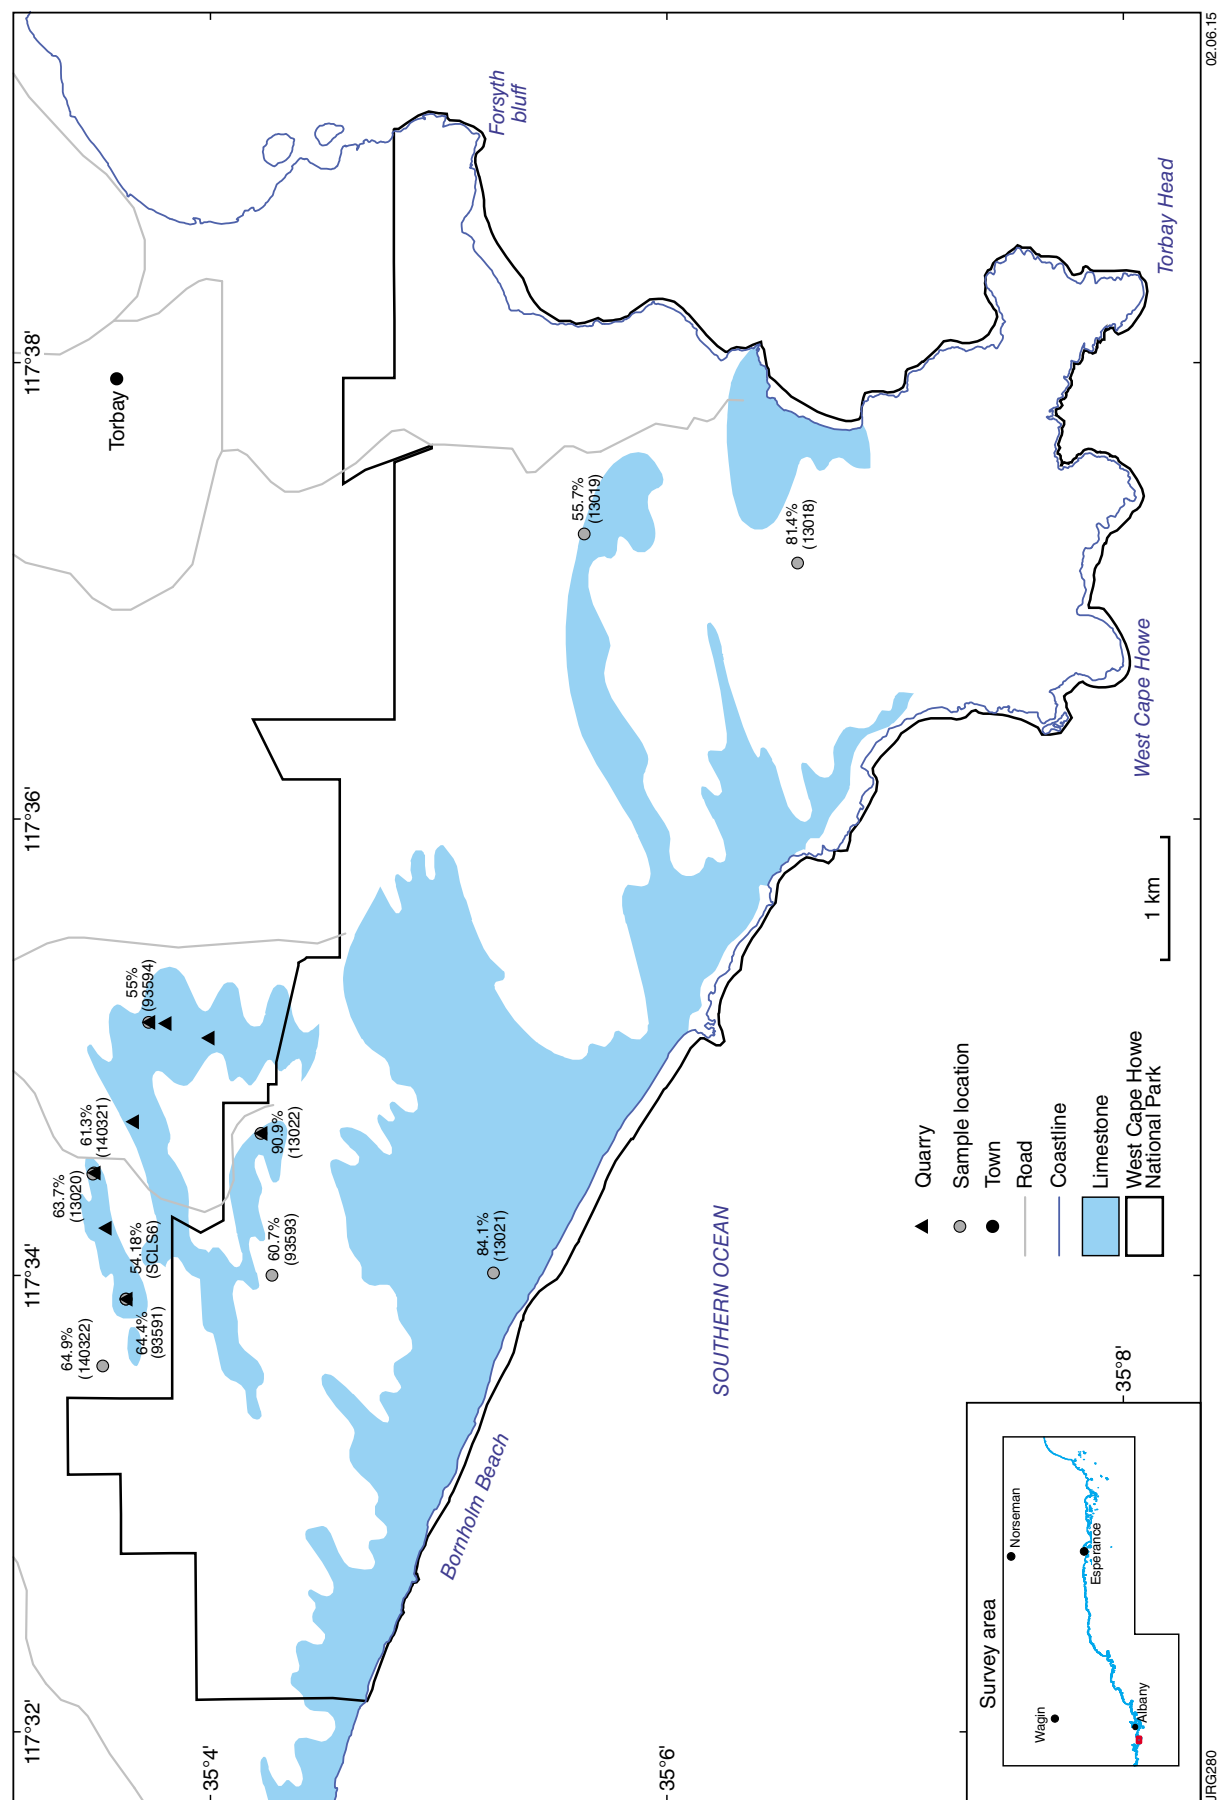 117°32'
117°34'
117°36'
117°38'
35°4'
35°6'
35°8'
Torbay
Forsyth
bluff
Torbay Head
West Cape Howe
SOUTHERN OCEAN
Bornholm Beach
64.9%
(140322)
64.4%
(93591)
54.18%
(SCLS6)
63.7%
(13020)
61.3%
(140321)
55%
(93594)
90.9%
(13022)
60.7%
(93593)
84.1%
(13021)
55.7%
(13019)
81.4%
(13018)
1 km
Quarry
Sample location
Town
Road
Coastline
Limestone
West Cape Howe
National Park
Survey area
Wagin
Norseman
Albany
Esperance
JRG280
02.06.15